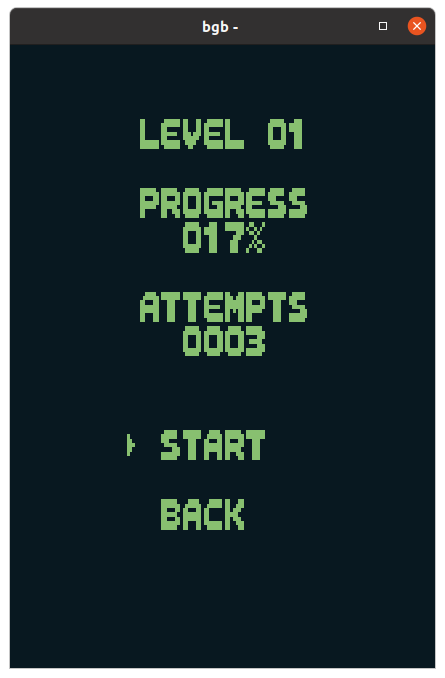 bgb -
LEVEL 01
PROGRESS
017%
ATTEMPTS
0003
START
BACK